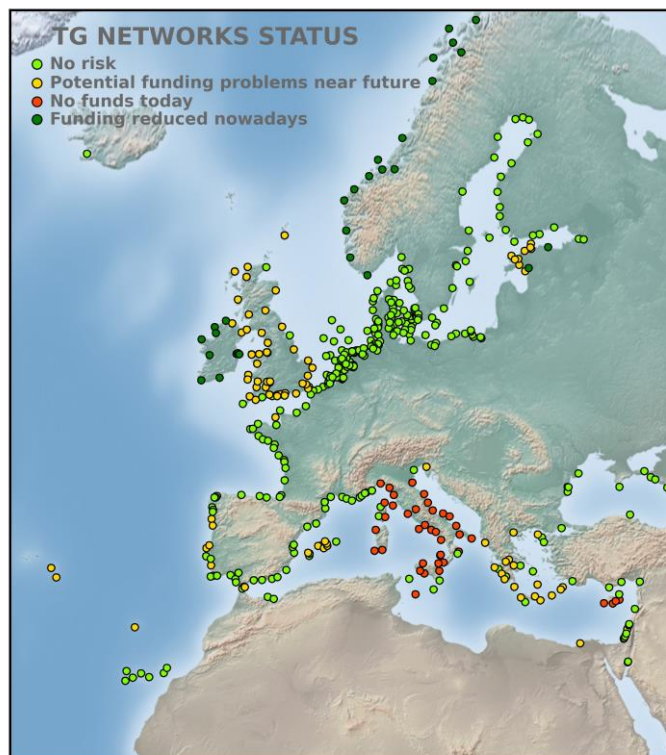 TG NETWORKS STATUS
No risk
Potential funding problems near future
No funds today
Funding reduced nowadays